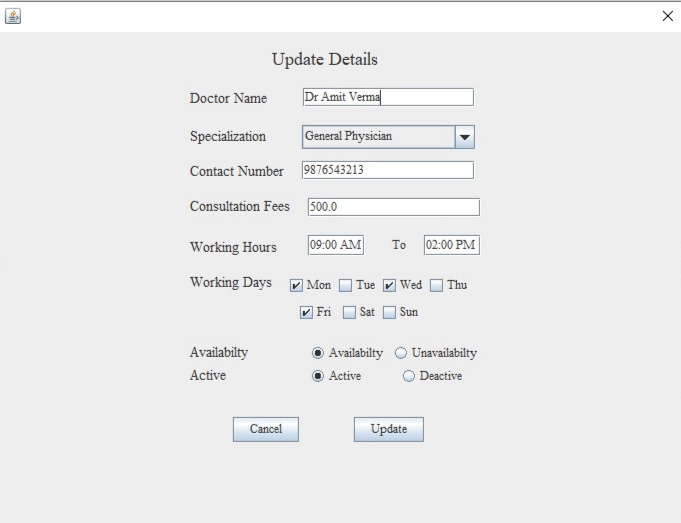 Update Details
Doctor Name Dr Amit Verma
Specialization General Physician
Contact Number 9876543213
Consultation Fees 500.0
Working Hours 09:00 AM To 02:00 PM
Working Days Mon Tue Wed Thu
Fri Sat Sun
Availabilty Availabilty Unavailabilty
Active Active Deactive
Cancel Update